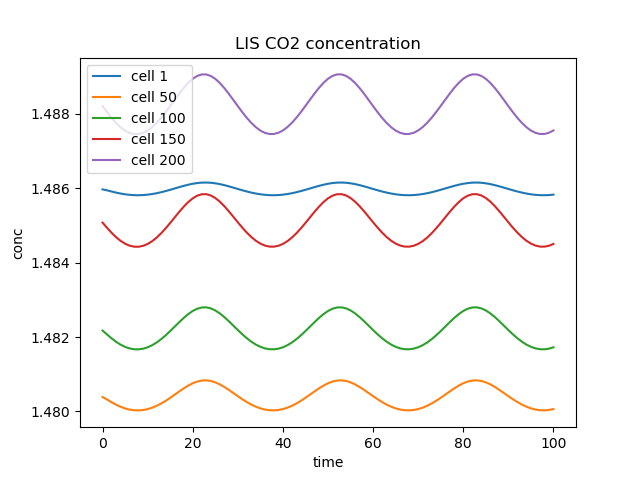 LIS CO2 concentration
cell 1
cell 50
cell 100
cell 150
cell 200
conc
1.488
1.486
1.484
1.482
1.480
0 20 40 60 80 100
time